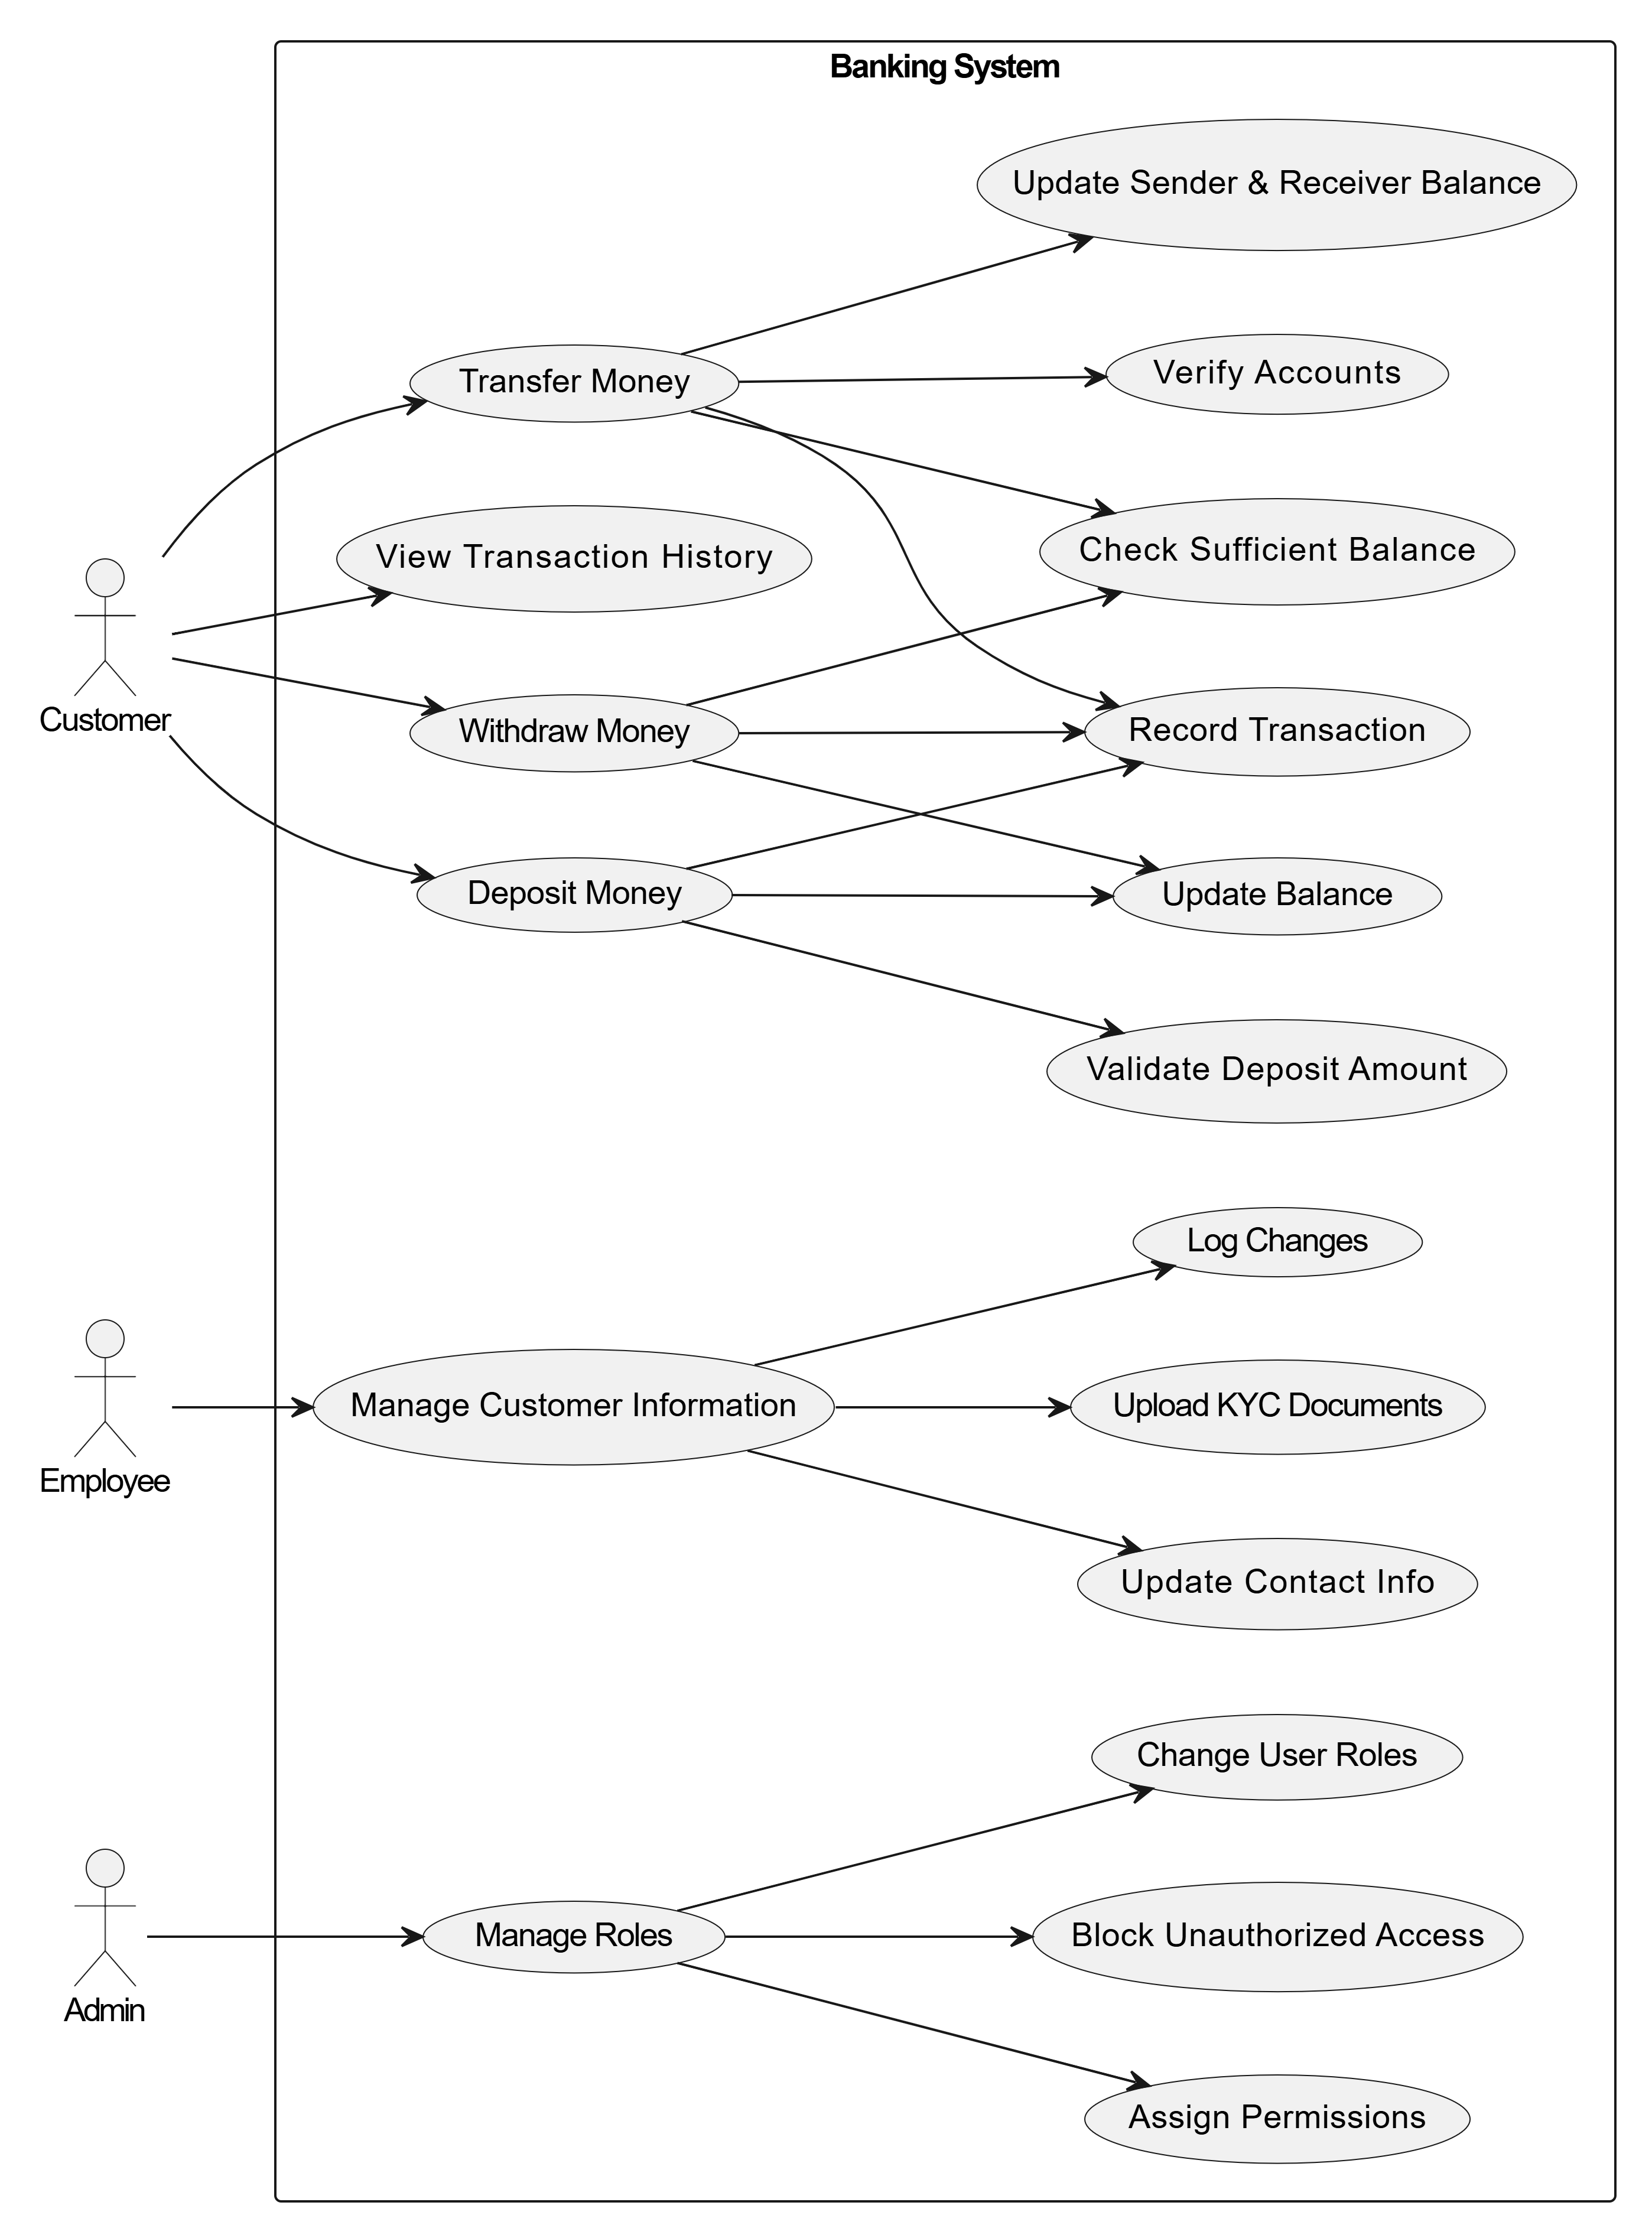 Banking System
Update Sender & Receiver Balance
Transfer Money
Verify Accounts
View Transaction History
Check Sufficient Balance
Customer
Withdraw Money
Record Transaction
Deposit Money
Update Balance
Validate Deposit Amount
Log Changes
Manage Customer Information
Upload KYC Documents
Employee
Update Contact Info
Change User Roles
Manage Roles
Block Unauthorized Access
Admin
Assign Permissions